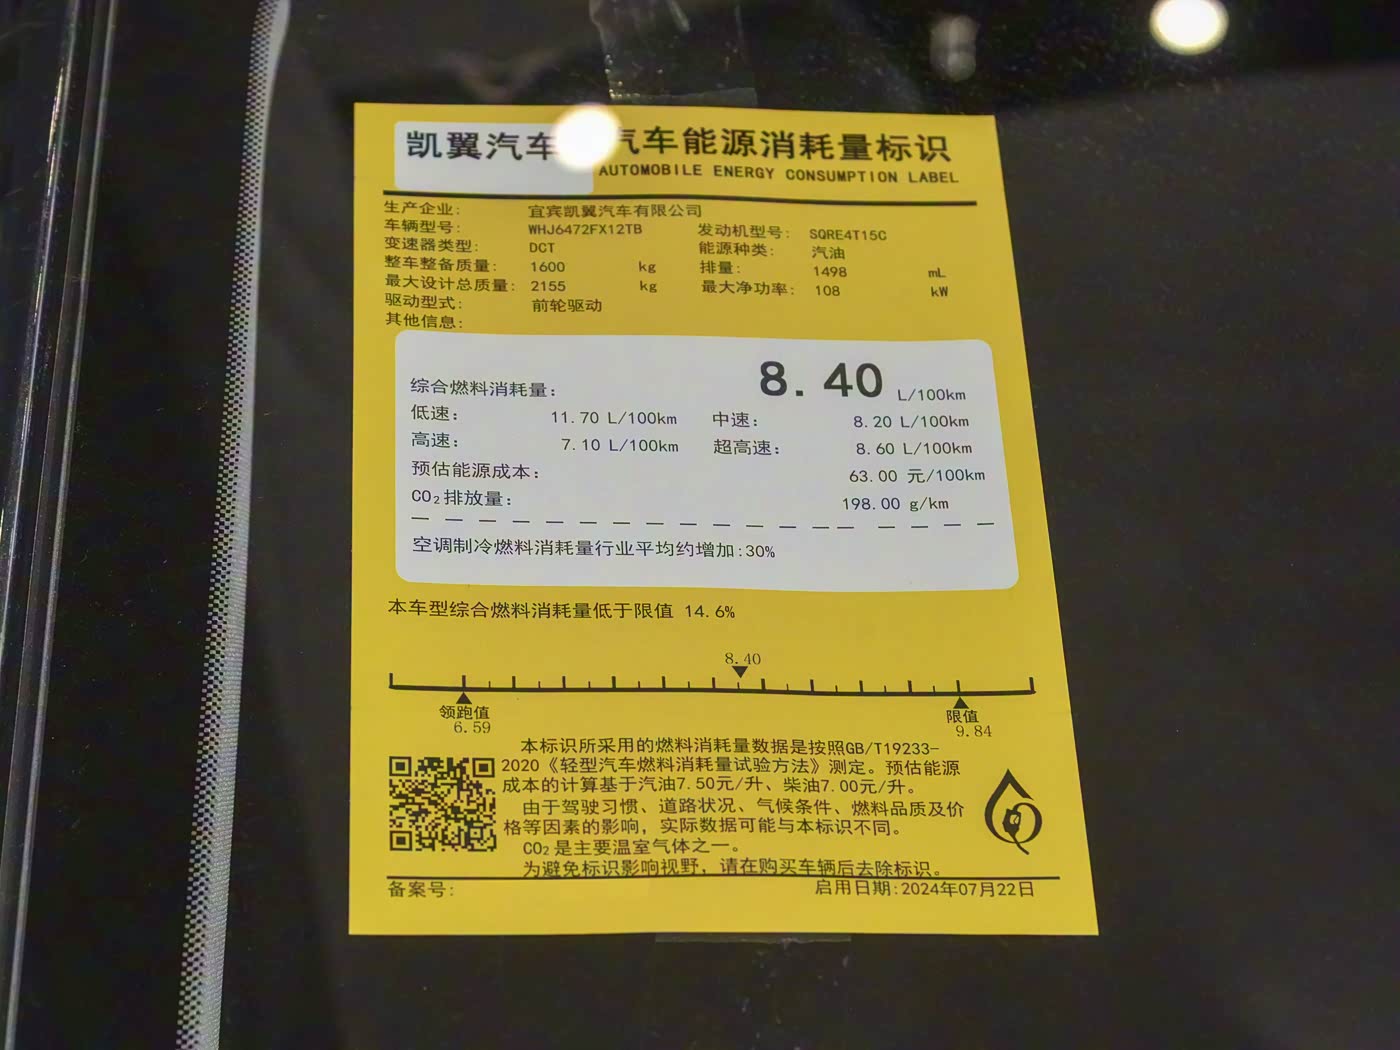 凯翼汽车 汽车能源消耗量标识
AUTOMOBILE ENERGY CONSUMPTION LABEL
生产企业: 宜宾凯翼汽车有限公司
车辆型号: WHJ6472FX12TB 发动机型号: SQRE4T15C
变速器类型: DCT 能源种类: 汽油
整车整备质量: 1600 kg 排量: 1498 mL
最大设计总质量: 2155 kg 最大净功率: 108 kW
驱动型式: 前轮驱动
其他信息:
综合燃料消耗量: 8.40 L/100km
低速: 11.70 L/100km 中速: 8.20 L/100km
高速: 7.10 L/100km 超高速: 8.60 L/100km
预估能源成本: 63.00 元/100km
CO₂排放量: 198.00 g/km
空调制冷燃料消耗量行业平均约增加:30%
本车型综合燃料消耗量低于限值 14.6%
8.40
领跑值 限值
6.59 9.84
本标识所采用的燃料消耗量数据是按照GB/T19233-
2020《轻型汽车燃料消耗量试验方法》测定。预估能源
成本的计算基于汽油7.50元/升、柴油7.00元/升。
由于驾驶习惯、道路状况、气候条件、燃料品质及价
格等因素的影响，实际数据可能与本标识不同。
CO₂是主要温室气体之一。
为避免标识影响视野，请在购买车辆后去除标识。
备案号: 启用日期:2024年07月22日